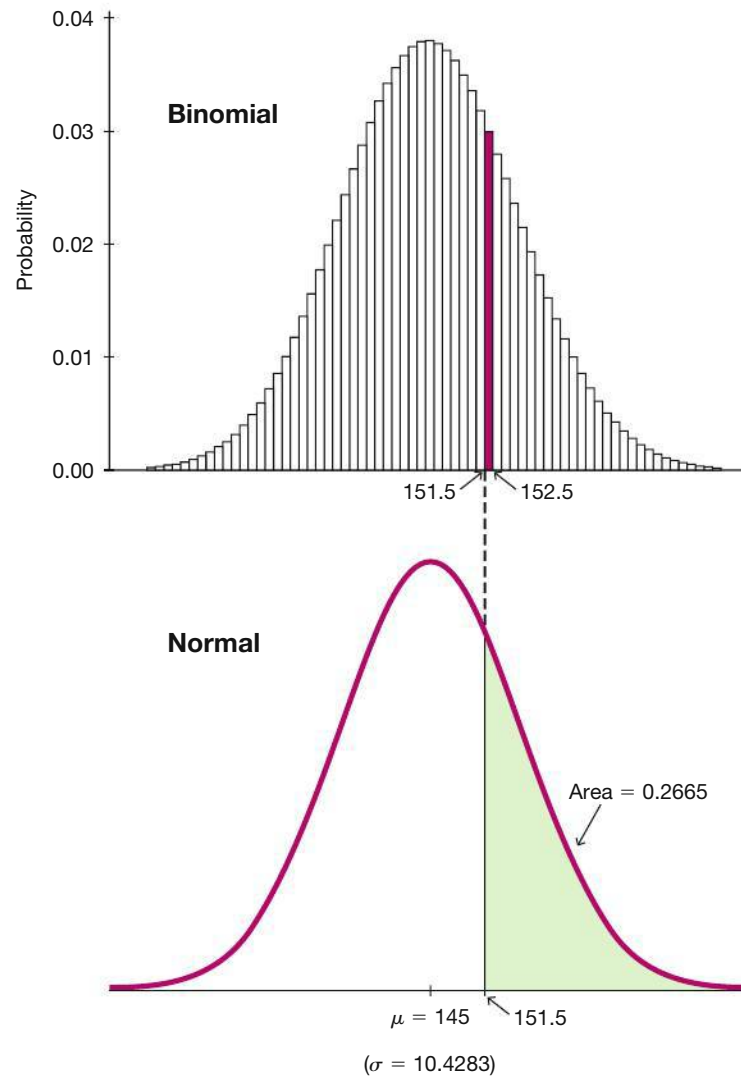 0.04
Binomial
0.03
Probability
0.02
0.01
0.00
151.5 152.5
Normal
Area = 0.2665
μ = 145 151.5
(σ = 10.4283)